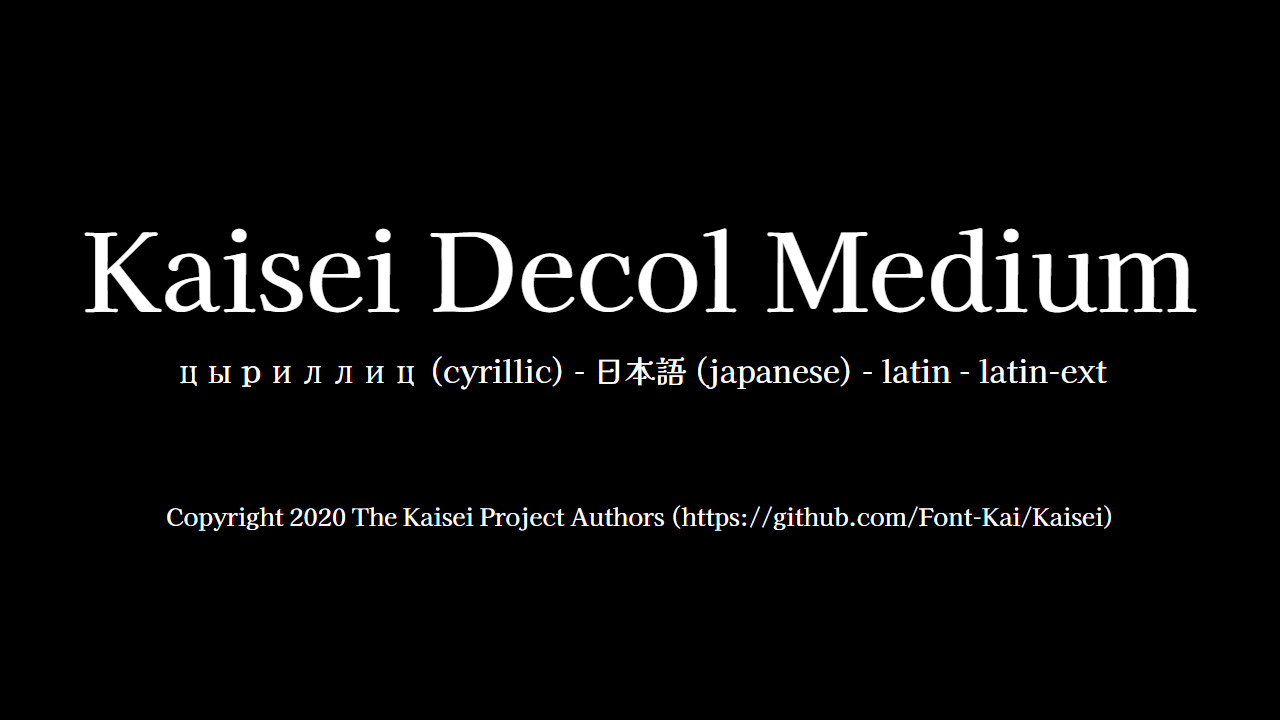 Kaisei Decol Medium
цыриллиц (cyrillic) - 日本語 (japanese) - latin - latin-ext
Copyright 2020 The Kaisei Project Authors (https://github.com/Font-Kai/Kaisei)